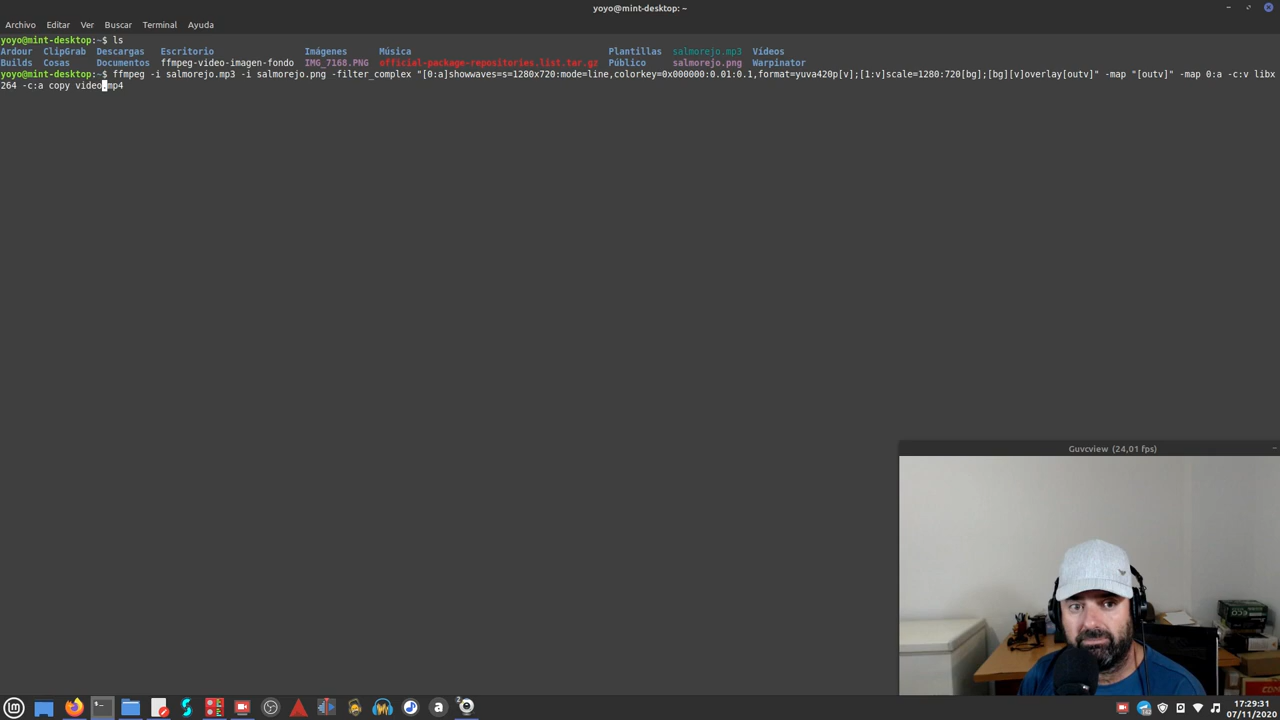 yoyo@mint-desktop: ~
Archivo Editar Ver Buscar Terminal Ayuda
yoyo@mint-desktop:~$ ls
Ardour ClipGrab Descargas Escritorio Imágenes Música Plantillas salmorejo.mp3 Vídeos
Builds Cosas Documentos ffmpeg-video-imagen-fondo IMG_7168.PNG official-package-repositories.list.tar.gz Público salmorejo.png Warpinator
yoyo@mint-desktop:~$ ffmpeg -i salmorejo.mp3 -i salmorejo.png -filter_complex "[0:a]showwaves=s=1280x720:mode=line,colorkey=0x000000:0.01:0.1,format=yuva420p[v];[1:v]scale=1280:720[bg];[bg][v]overlay[outv]" -map "[outv]" -map 0:a -c:v libx
264 -c:a copy video.mp4
Guvcview (24,01 fps)
17:29:31
07/11/2020